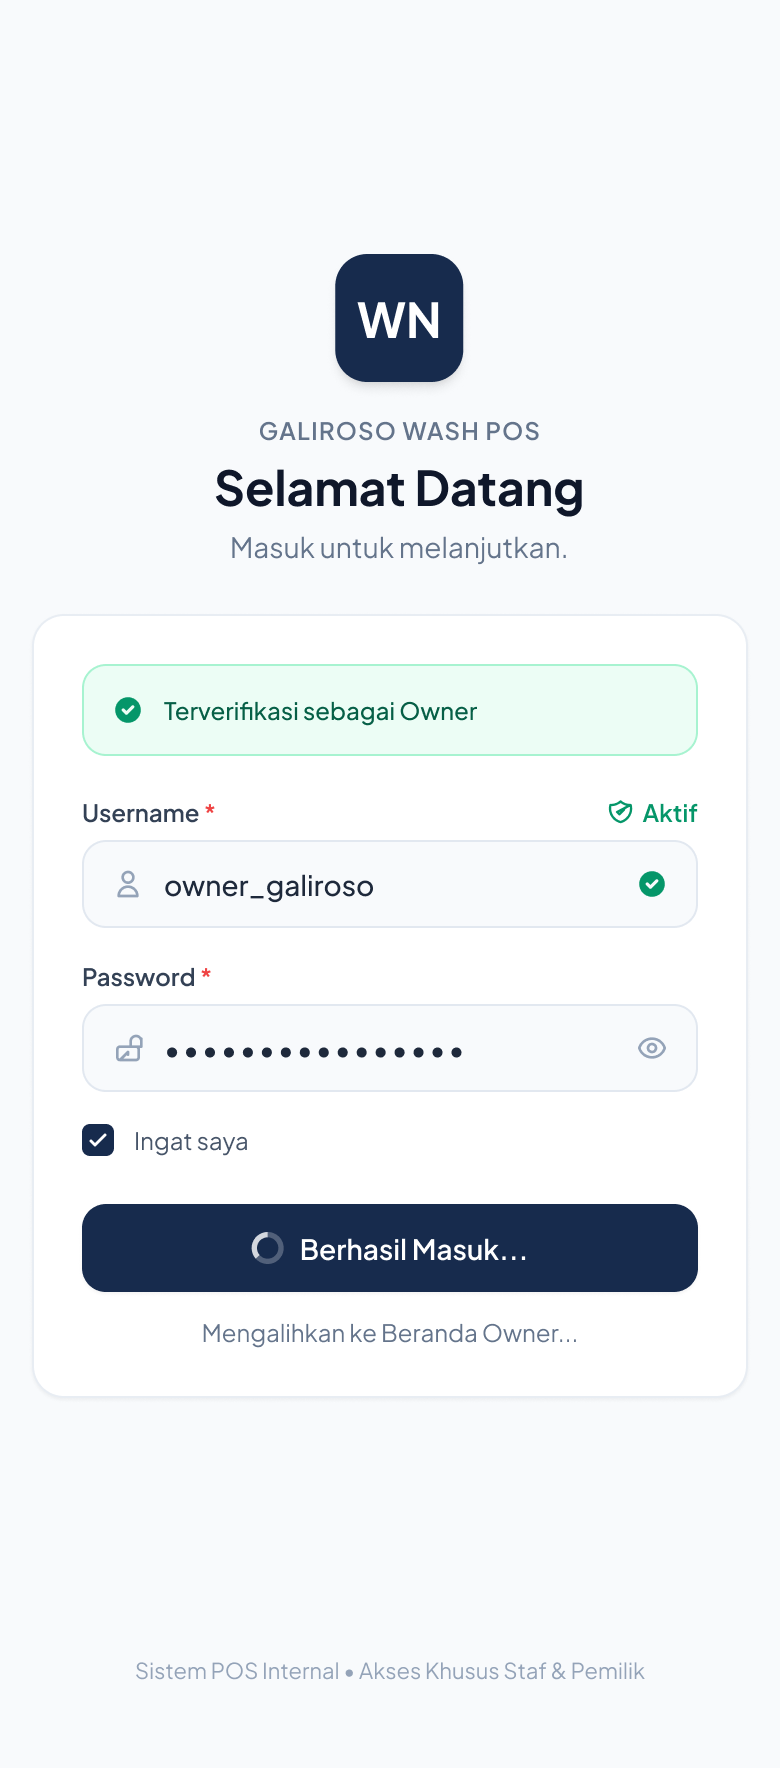 WN
GALIROSO WASH POS
Selamat Datang
Masuk untuk melanjutkan.
Terverifikasi sebagai Owner
Username * Aktif
owner_galiroso
Password *
••••••••••••••••
Ingat saya
Berhasil Masuk...
Mengalihkan ke Beranda Owner...
Sistem POS Internal • Akses Khusus Staf & Pemilik